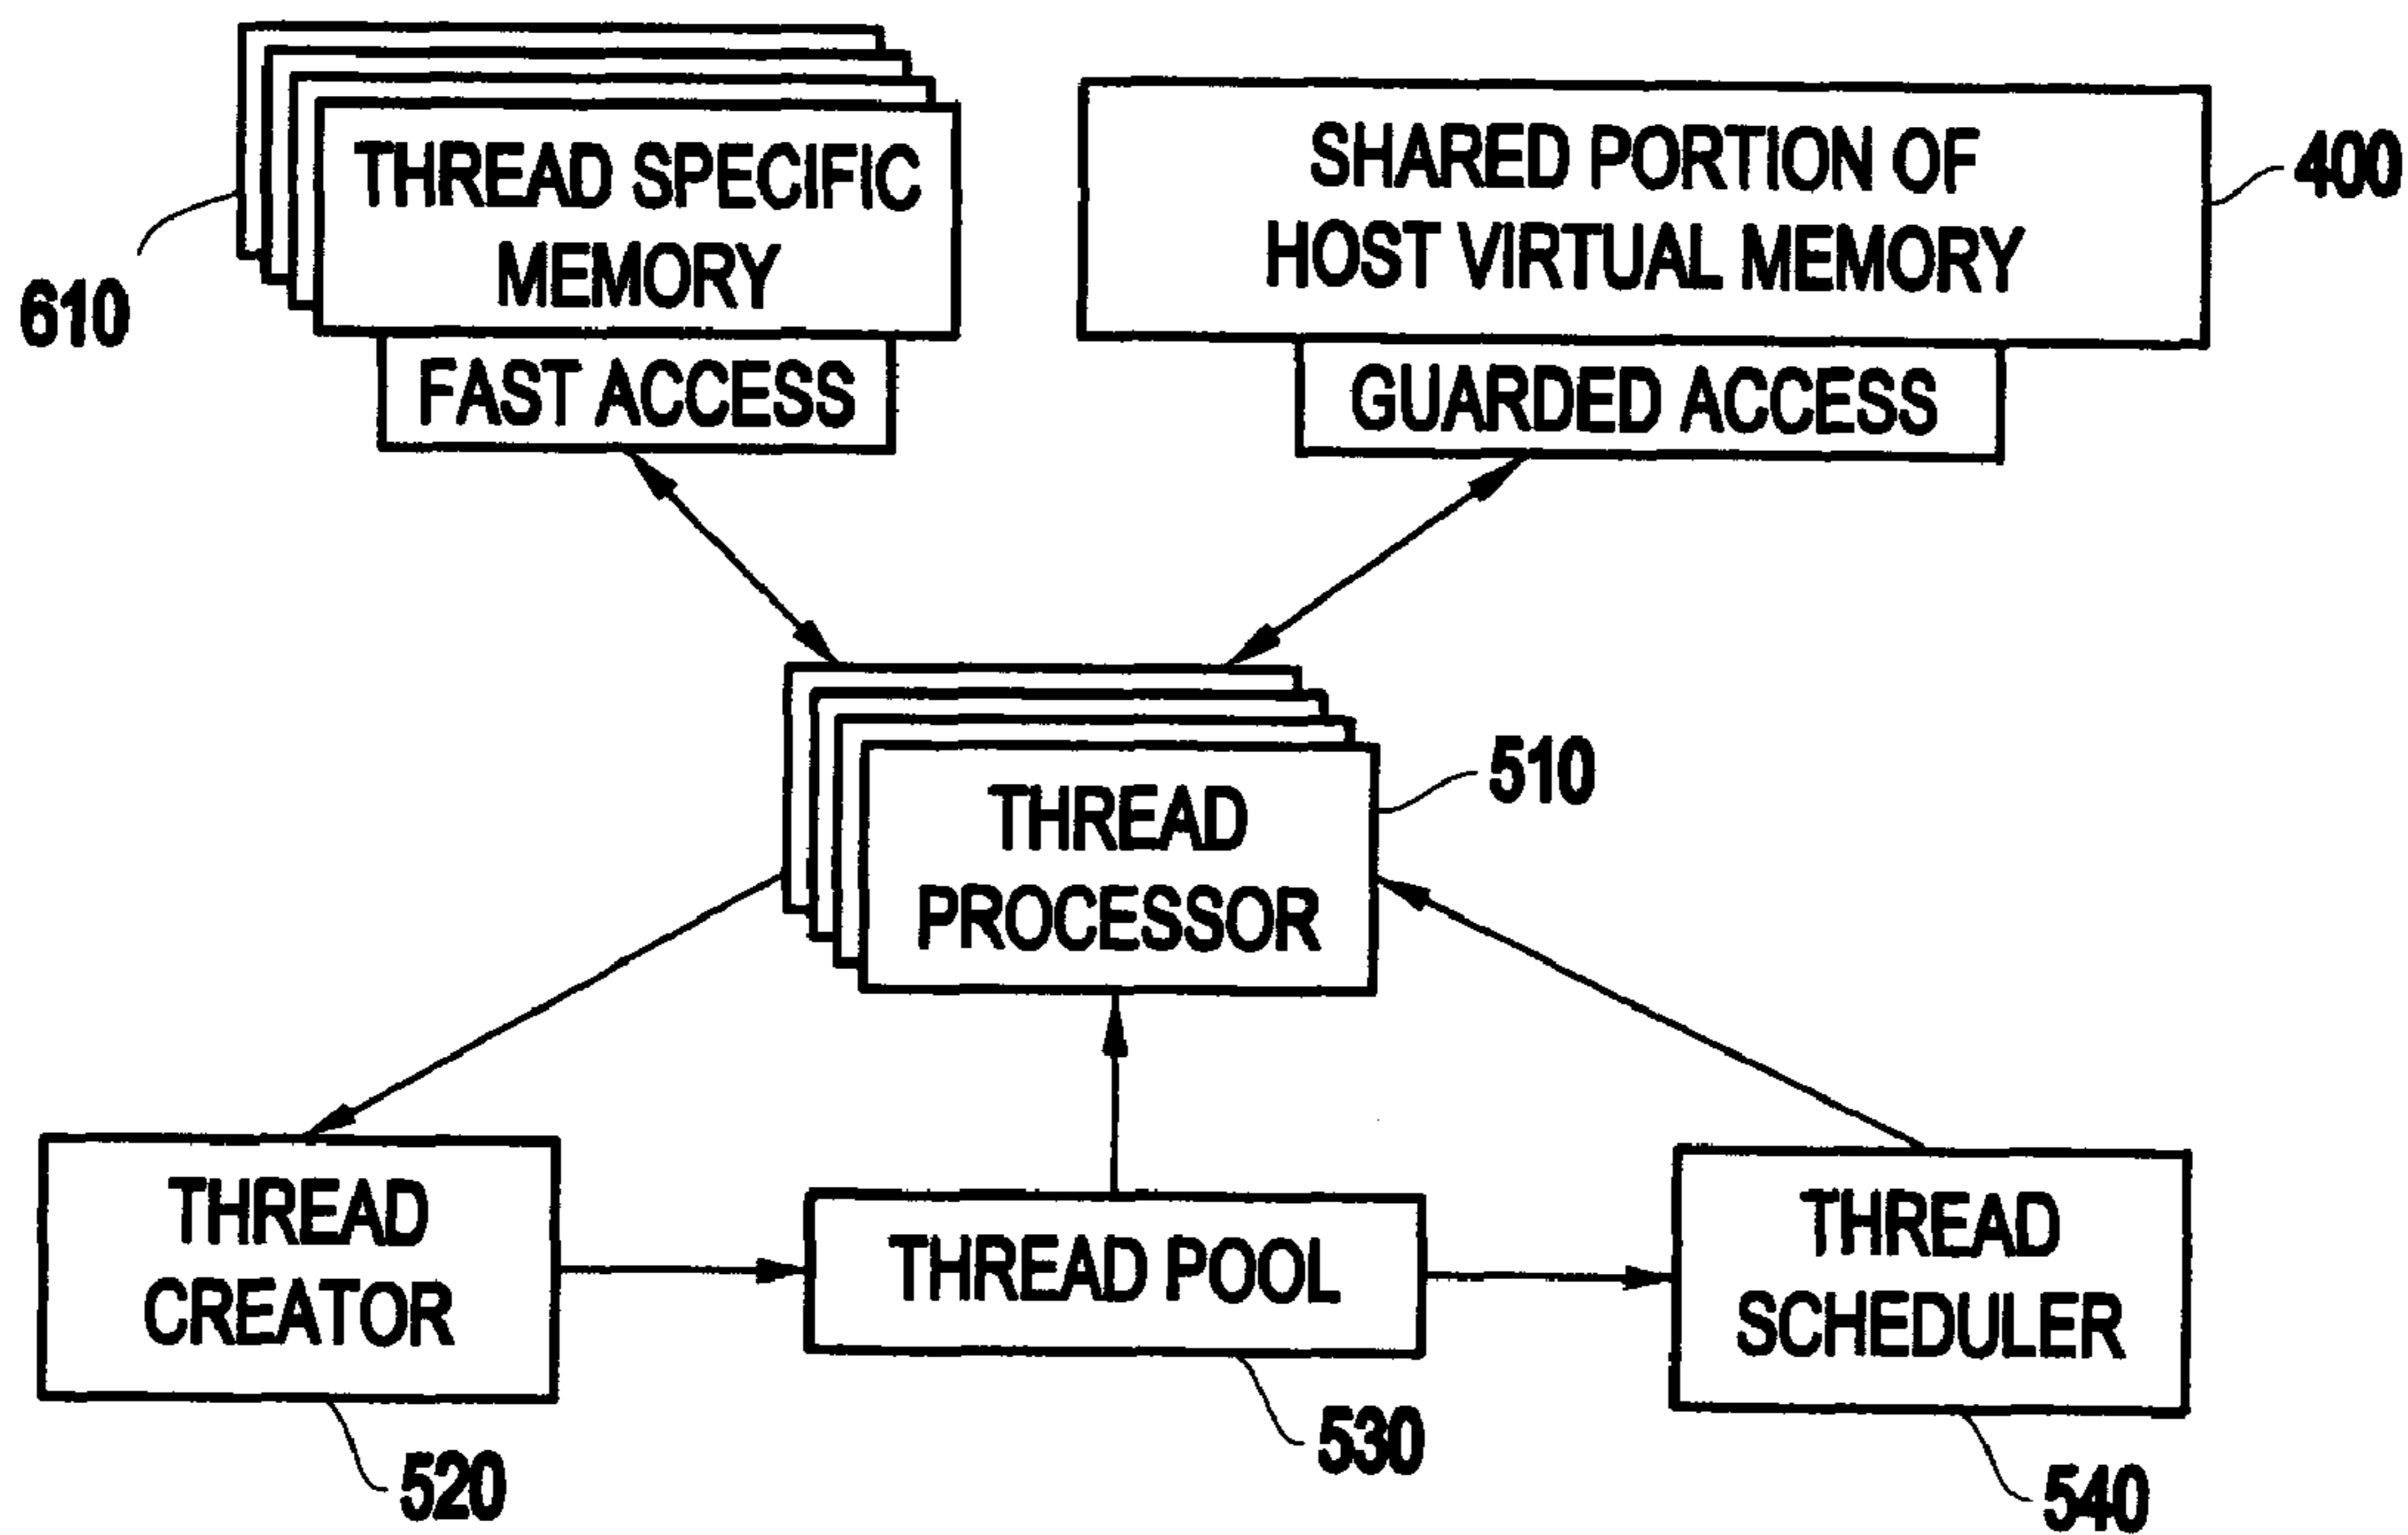 THREAD SPECIFIC
MEMORY
FAST ACCESS
610
SHARED PORTION OF
HOST VIRTUAL MEMORY
GUARDED ACCESS
400
THREAD
PROCESSOR
510
THREAD
CREATOR
520
THREAD POOL
530
THREAD
SCHEDULER
540